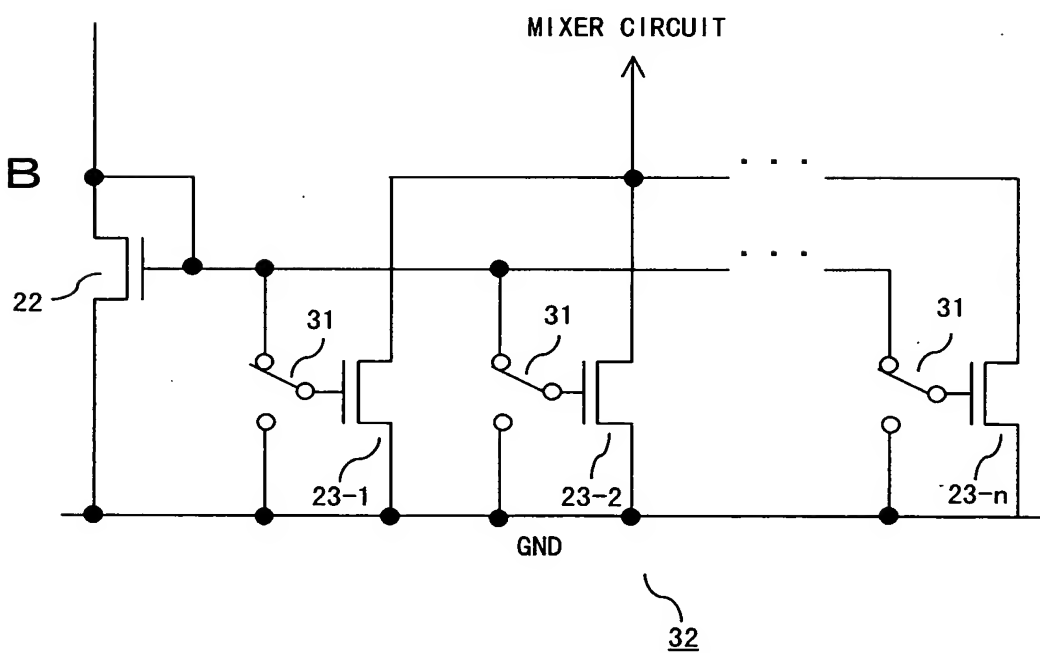 MIXER CIRCUIT
B
. . .
. . .
22
31
31
31
23-1
23-2
23-n
GND
32